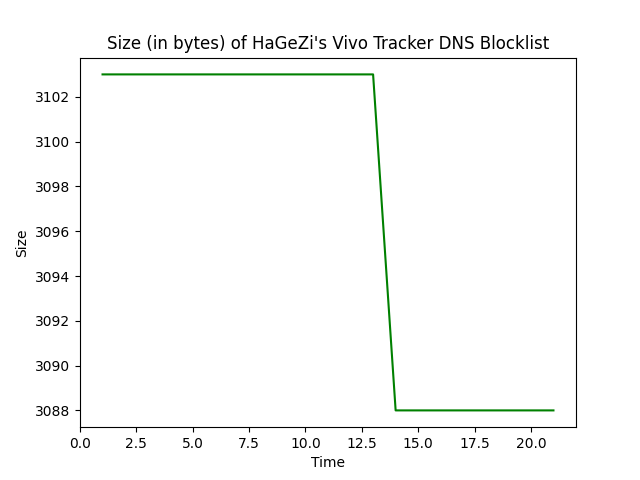 Size (in bytes) of HaGeZi's Vivo Tracker DNS Blocklist
3102
3100
3098
3096
3094
3092
3090
3088
Size
0.0 2.5 5.0 7.5 10.0 12.5 15.0 17.5 20.0
Time